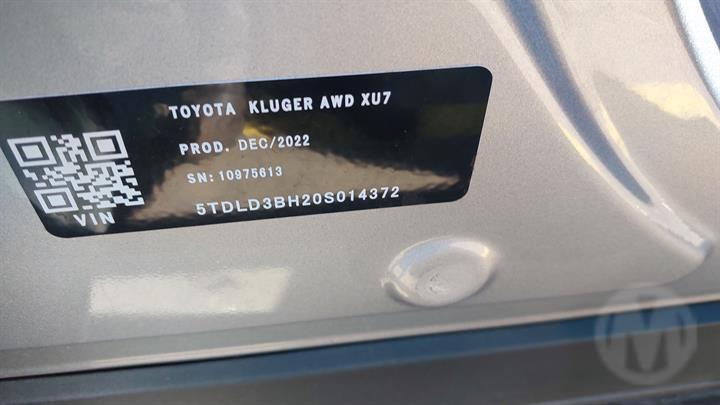 TOYOTA KLUGER AWD XU7
PROD. DEC/2022
SN: 10975613
5TDLD3BH20S014372
VIN
M